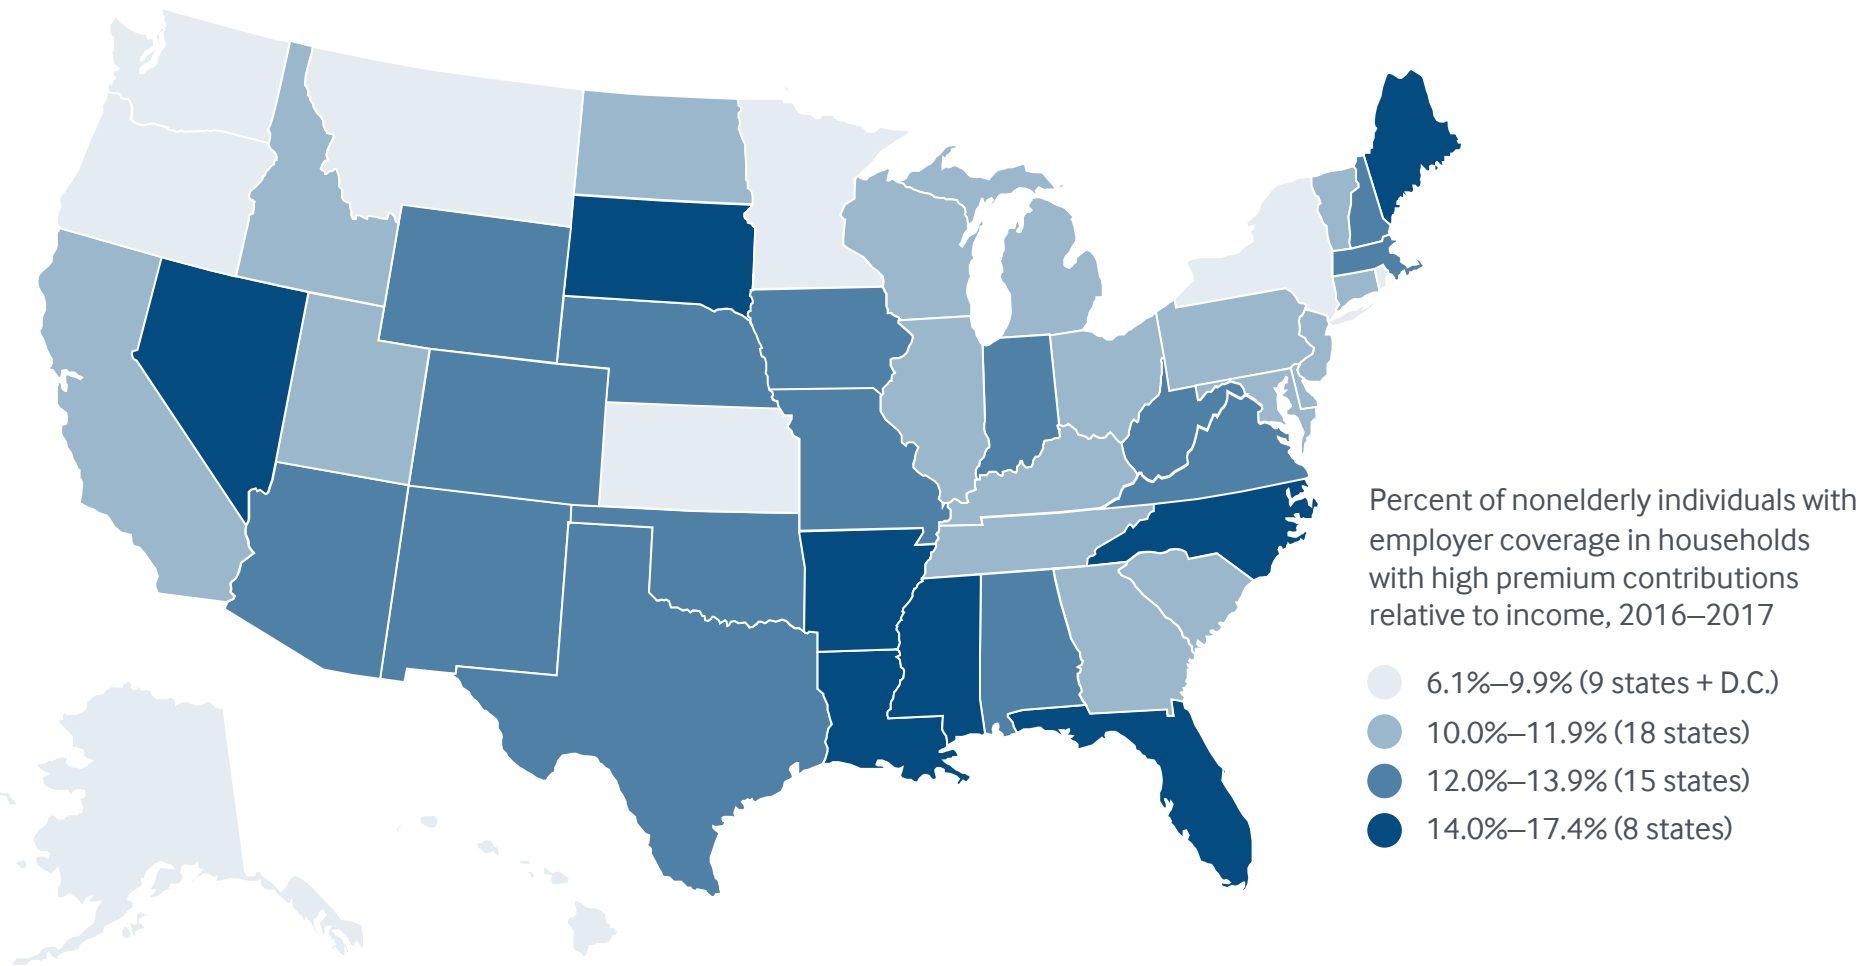 Percent of nonelderly individuals with
employer coverage in households
with high premium contributions
relative to income, 2016–2017
6.1%–9.9% (9 states + D.C.)
10.0%–11.9% (18 states)
12.0%–13.9% (15 states)
14.0%–17.4% (8 states)